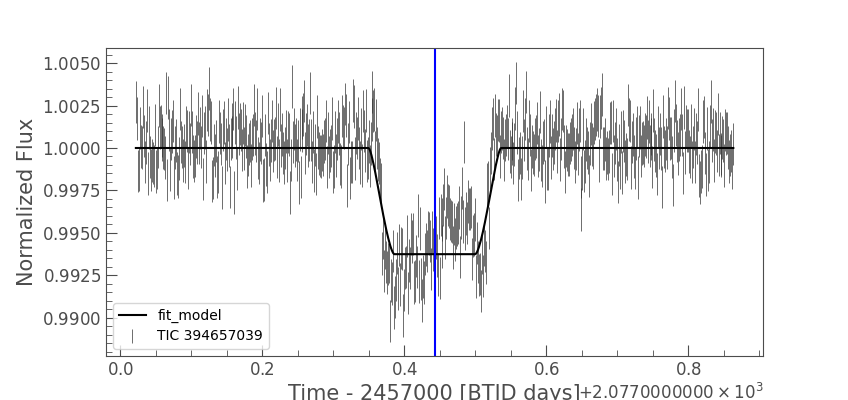 1.0050
1.0025
1.0000
0.9975
0.9950
0.9925
0.9900
Normalized Flux
fit_model
TIC 394657039
0.0 0.2 0.4 0.6 0.8
Time - 2457000 [BTJD days]
+2.0770000000 × 10³